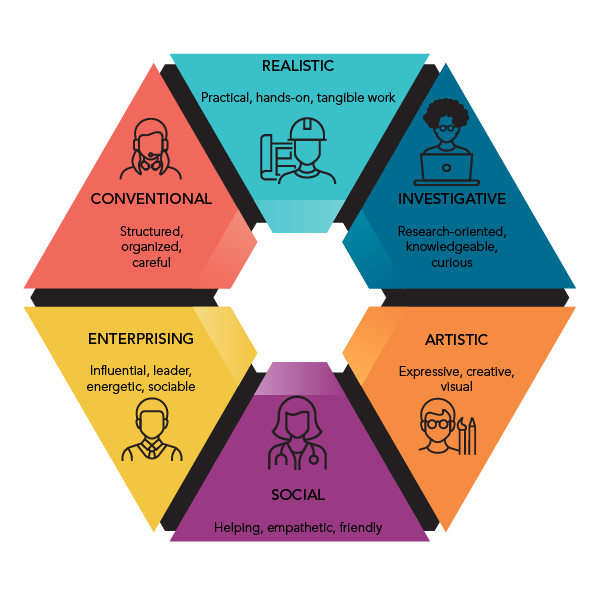 REALISTIC
Practical, hands-on, tangible work
INVESTIGATIVE
Research-oriented,
knowledgeable,
curious
ARTISTIC
Expressive, creative,
visual
SOCIAL
Helping, empathetic, friendly
ENTERPRISING
Influential, leader,
energetic, sociable
CONVENTIONAL
Structured,
organized,
careful